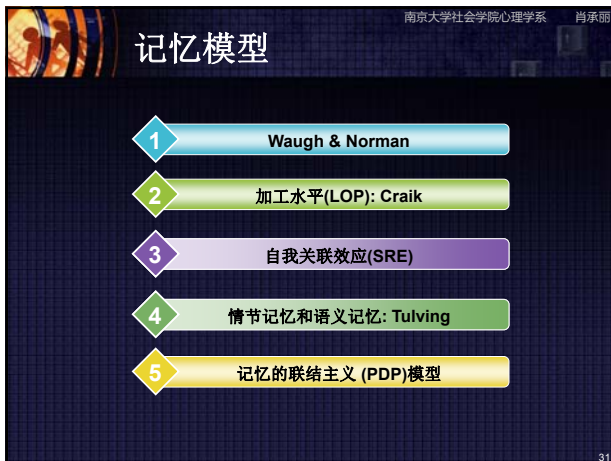 南京大学社会学院心理学系 肖承丽
记忆模型
1 Waugh & Norman
2 加工水平(LOP): Craik
3 自我关联效应(SRE)
4 情节记忆和语义记忆: Tulving
5 记忆的联结主义 (PDP)模型
31